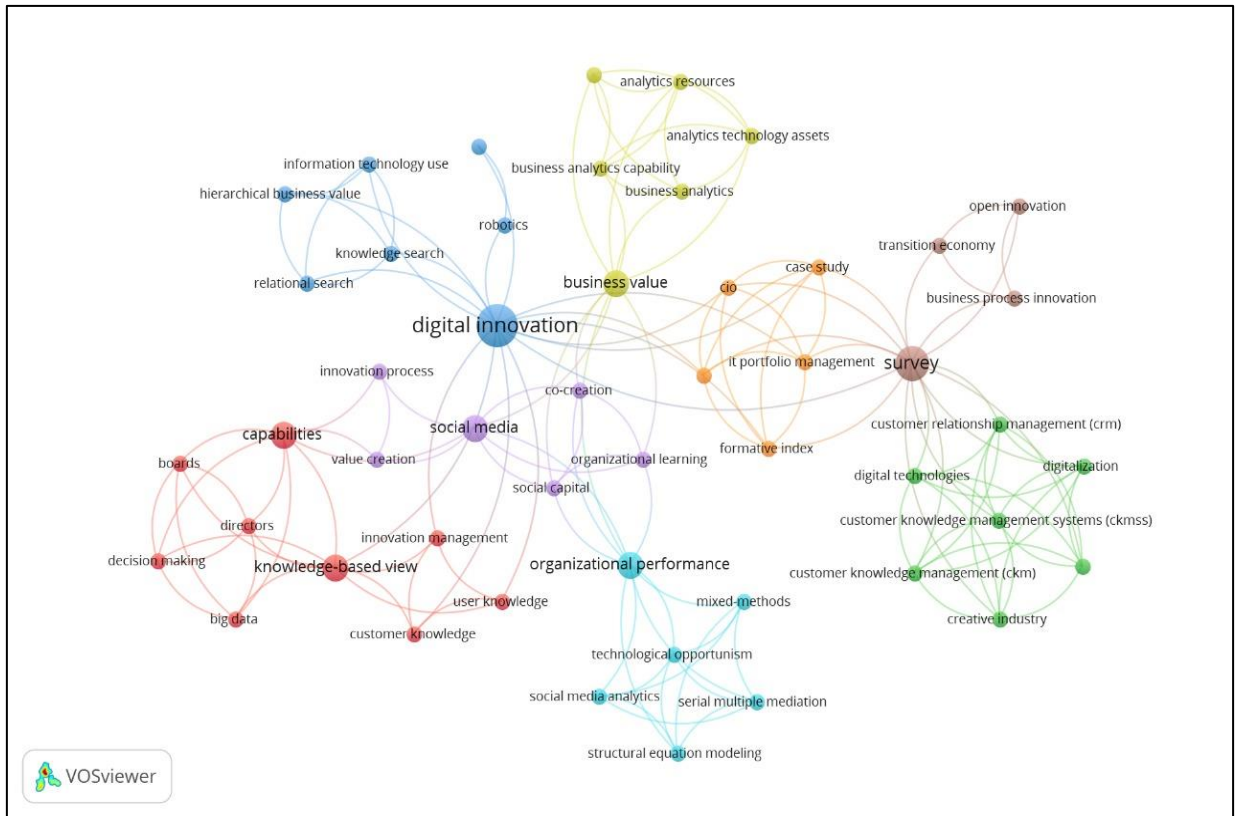 analytics resources
analytics technology assets
information technology use
business analytics capability
hierarchical business value
business analytics
open innovation
robotics
transition economy
knowledge search
case study
relational search
business value
cio
business process innovation
digital innovation
it portfolio management
survey
innovation process
co-creation
customer relationship management (crm)
capabilities
social media
formative index
boards
value creation
organizational learning
digitalization
digital technologies
social capital
directors
customer knowledge management systems (ckmss)
innovation management
decision making
knowledge-based view
organizational performance
customer knowledge management (ckm)
user knowledge
mixed-methods
big data
creative industry
customer knowledge
technological opportunism
social media analytics
serial multiple mediation
structural equation modeling
VOSviewer